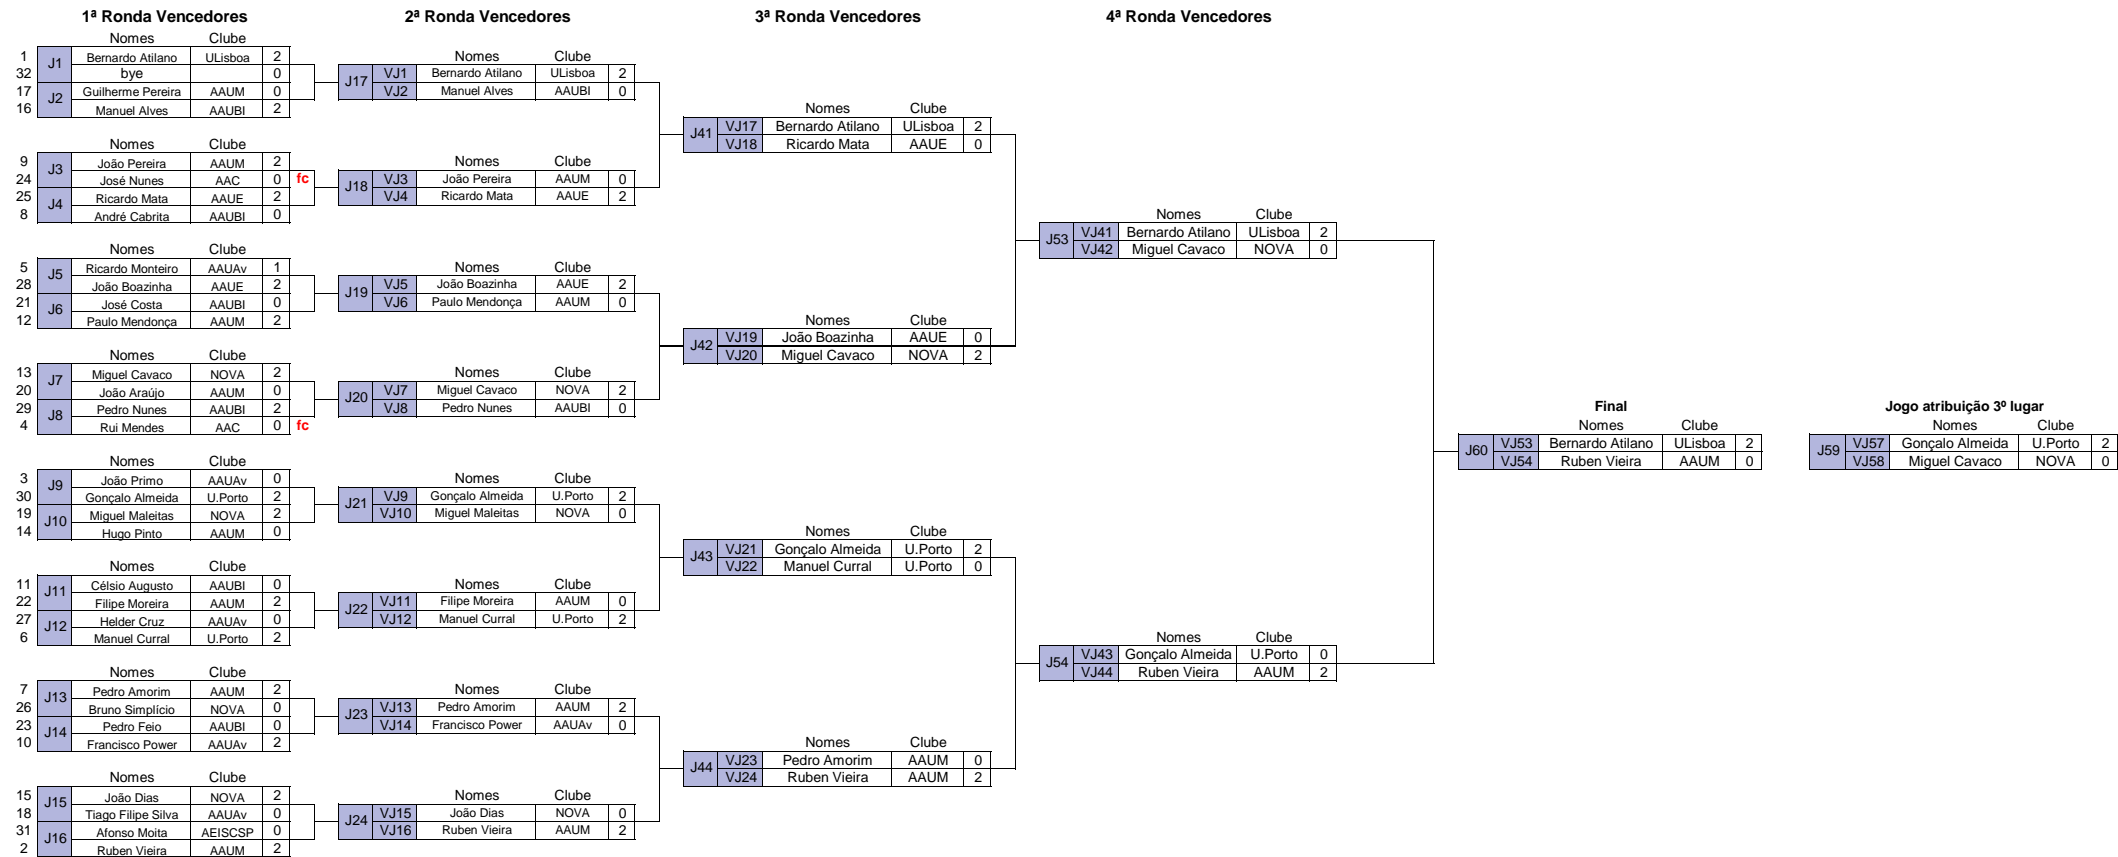 1ª Ronda Vencedores 2ª Ronda Vencedores 3ª Ronda Vencedores 4ª Ronda Vencedores
Nomes Clube
1 J1 Bernardo Atilano ULisboa 2
32 bye 0
17 J2 Guilherme Pereira AAUM 0
16 Manuel Alves AAUBI 2
Nomes Clube
9 J3 João Pereira AAUM 2
24 José Nunes AAC 0 fc
25 J4 Ricardo Mata AAUE 2
8 André Cabrita AAUBI 0
Nomes Clube
5 J5 Ricardo Monteiro AAUAv 1
28 João Boazinha AAUE 2
21 J6 José Costa AAUBI 0
12 Paulo Mendonça AAUM 2
Nomes Clube
13 J7 Miguel Cavaco NOVA 2
20 João Araújo AAUM 0
29 J8 Pedro Nunes AAUBI 2
4 Rui Mendes AAC 0 fc
Nomes Clube
3 J9 João Primo AAUAv 0
30 Gonçalo Almeida U.Porto 2
19 J10 Miguel Maleitas NOVA 2
14 Hugo Pinto AAUM 0
Nomes Clube
11 J11 Célsio Augusto AAUBI 0
22 Filipe Moreira AAUM 2
27 J12 Helder Cruz AAUAv 0
6 Manuel Curral U.Porto 2
Nomes Clube
7 J13 Pedro Amorim AAUM 2
26 Bruno Simplício NOVA 0
23 J14 Pedro Feio AAUBI 0
10 Francisco Power AAUAv 2
Nomes Clube
15 J15 João Dias NOVA 2
18 Tiago Filipe Silva AAUAv 0
31 J16 Afonso Moita AEISCSP 0
2 Ruben Vieira AAUM 2
Nomes Clube
J17 VJ1 Bernardo Atilano ULisboa 2
VJ2 Manuel Alves AAUBI 0
Nomes Clube
J18 VJ3 João Pereira AAUM 0
VJ4 Ricardo Mata AAUE 2
Nomes Clube
J19 VJ5 João Boazinha AAUE 2
VJ6 Paulo Mendonça AAUM 0
Nomes Clube
J20 VJ7 Miguel Cavaco NOVA 2
VJ8 Pedro Nunes AAUBI 0
Nomes Clube
J21 VJ9 Gonçalo Almeida U.Porto 2
VJ10 Miguel Maleitas NOVA 0
Nomes Clube
J22 VJ11 Filipe Moreira AAUM 0
VJ12 Manuel Curral U.Porto 2
Nomes Clube
J23 VJ13 Pedro Amorim AAUM 2
VJ14 Francisco Power AAUAv 0
Nomes Clube
J24 VJ15 João Dias NOVA 0
VJ16 Ruben Vieira AAUM 2
Nomes Clube
J41 VJ17 Bernardo Atilano ULisboa 2
VJ18 Ricardo Mata AAUE 0
Nomes Clube
J42 VJ19 João Boazinha AAUE 0
VJ20 Miguel Cavaco NOVA 2
Nomes Clube
J43 VJ21 Gonçalo Almeida U.Porto 2
VJ22 Manuel Curral U.Porto 0
Nomes Clube
J44 VJ23 Pedro Amorim AAUM 0
VJ24 Ruben Vieira AAUM 2
Nomes Clube
J53 VJ41 Bernardo Atilano ULisboa 2
VJ42 Miguel Cavaco NOVA 0
Nomes Clube
J54 VJ43 Gonçalo Almeida U.Porto 0
VJ44 Ruben Vieira AAUM 2
Final
Nomes Clube
J60 VJ53 Bernardo Atilano ULisboa 2
VJ54 Ruben Vieira AAUM 0
Jogo atribuição 3º lugar
Nomes Clube
J59 VJ57 Gonçalo Almeida U.Porto 2
VJ58 Miguel Cavaco NOVA 0